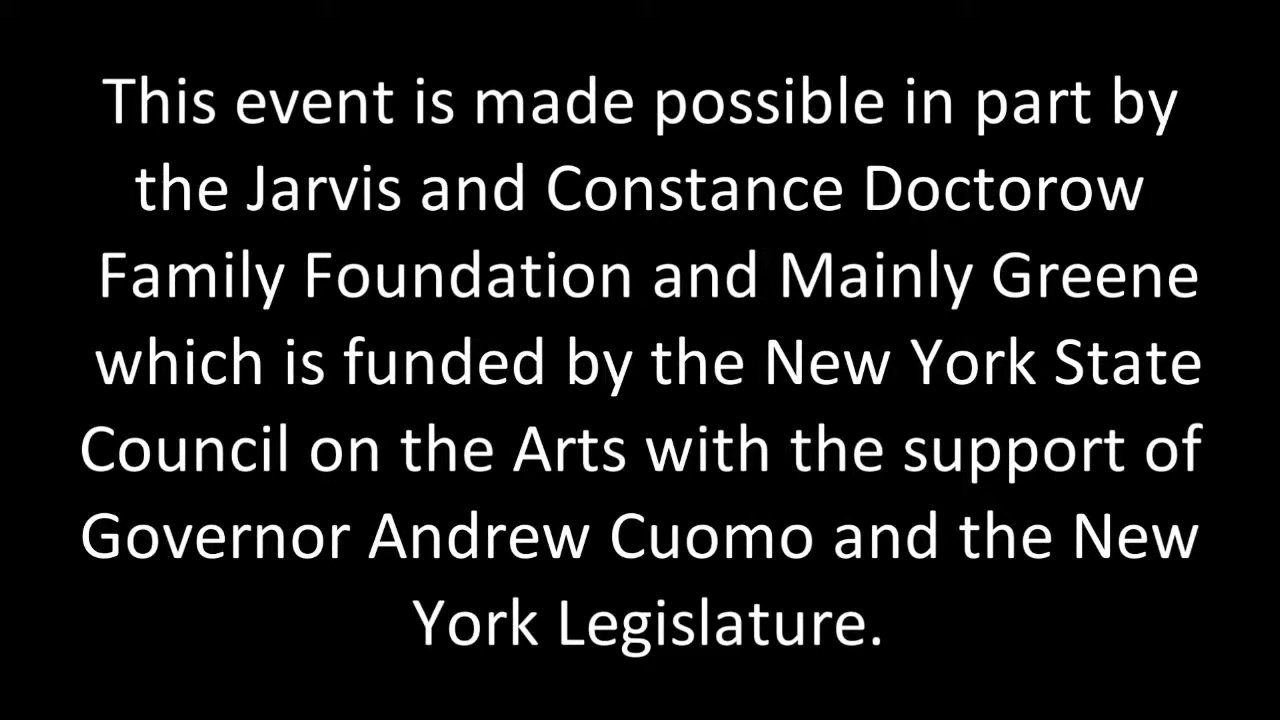 This event is made possible in part by
the Jarvis and Constance Doctorow
Family Foundation and Mainly Greene
which is funded by the New York State
Council on the Arts with the support of
Governor Andrew Cuomo and the New
York Legislature.